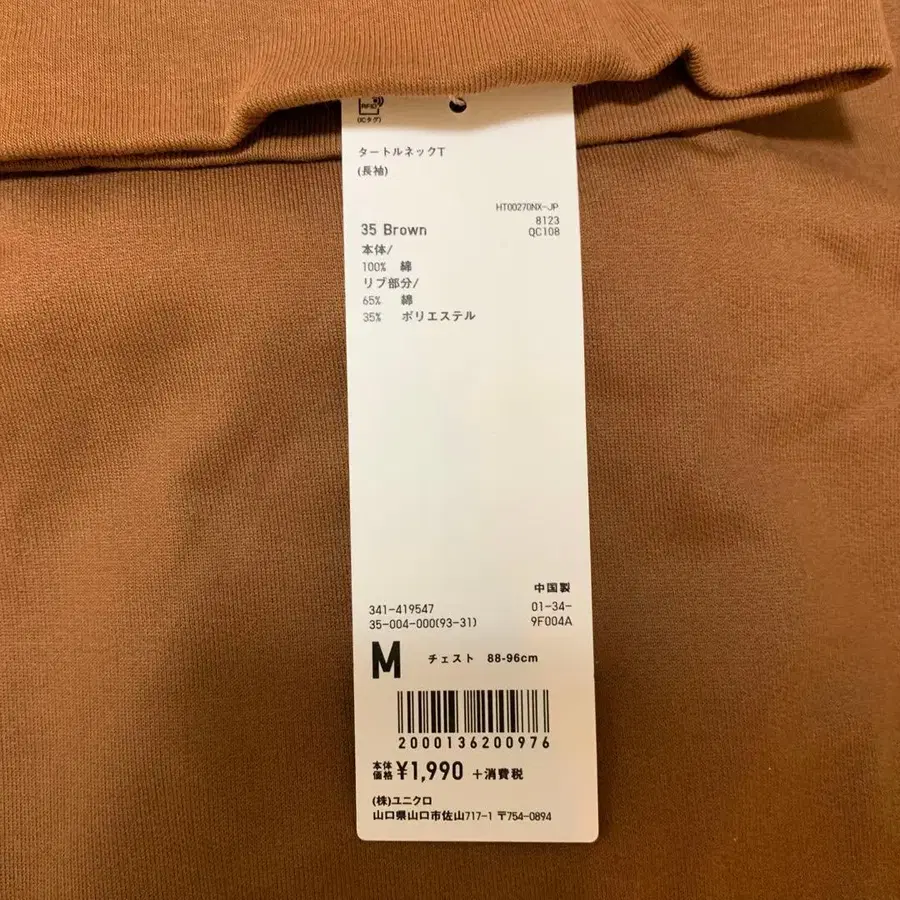 RFID
(ICタグ)
タートルネックT
(長袖)
HT00270NX-JP
8123
35 Brown
QC108
本体/
100% 綿
リブ部分/
65% 綿
35% ポリエステル
中国製
341-419547
01-34-
35-004-000(93-31)
9F004A
M チェスト 88-96cm
2000136200976
本体価格 ¥1,990 +消費税
(株)ユニクロ
山口県山口市佐山717-1 〒754-0894